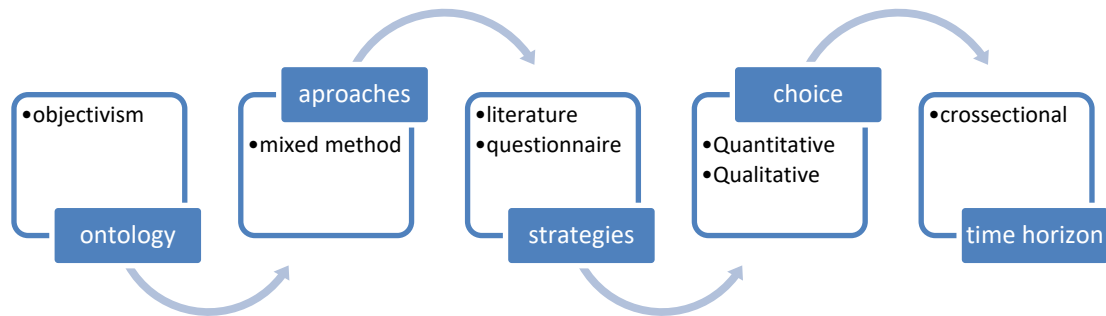 •objectivism
ontology
aproaches
•mixed method
•literature
•questionnaire
strategies
choice
•Quantitative
•Qualitative
•crossectional
time horizon